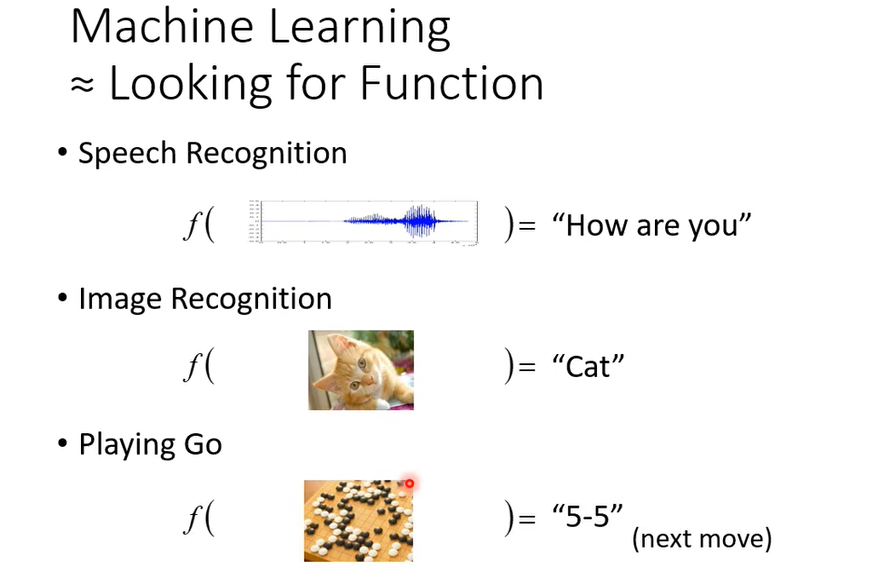 Machine Learning
≈ Looking for Function
• Speech Recognition
f( )= “How are you”
• Image Recognition
f( )= “Cat”
• Playing Go
f( )= “5-5”
(next move)